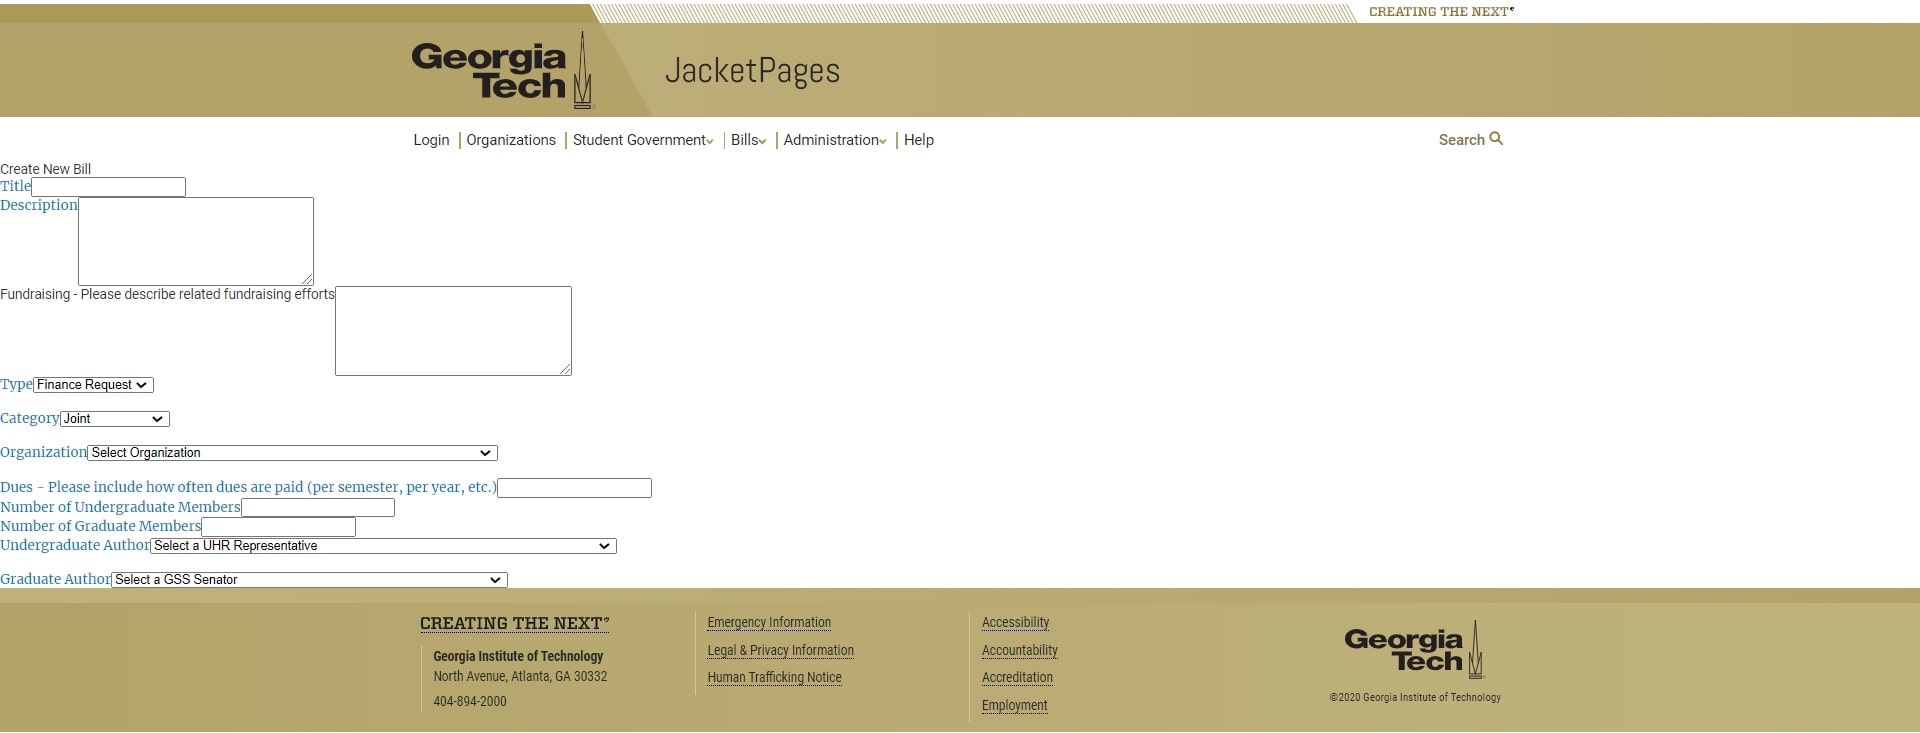 CREATING THE NEXT®
Georgia
Tech
JacketPages
Login Organizations Student Government Bills Administration Help Search
Create New Bill
Title
Description
Fundraising - Please describe related fundraising efforts
Type Finance Request
Category Joint
Organization Select Organization
Dues - Please include how often dues are paid (per semester, per year, etc.)
Number of Undergraduate Members
Number of Graduate Members
Undergraduate Author Select a UHR Representative
Graduate Author Select a GSS Senator
CREATING THE NEXT®
Georgia Institute of Technology
North Avenue, Atlanta, GA 30332
404-894-2000
Emergency Information
Legal & Privacy Information
Human Trafficking Notice
Accessibility
Accountability
Accreditation
Employment
Georgia
Tech
©2020 Georgia Institute of Technology